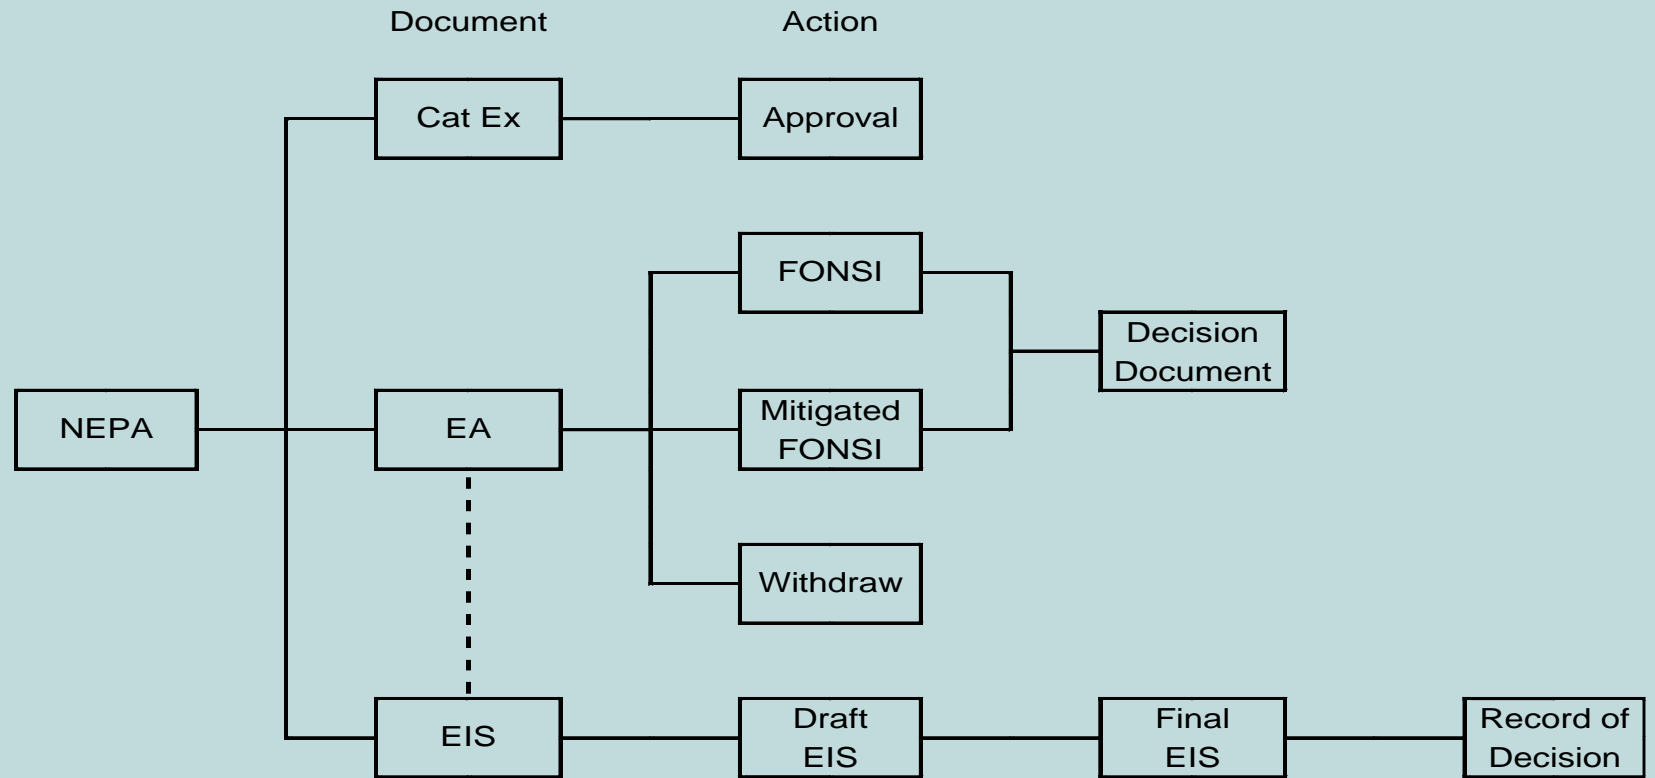 Document
Action
Cat Ex
Approval
FONSI
Decision
Document
NEPA
EA
Mitigated
FONSI
Withdraw
EIS
Draft
EIS
Final
EIS
Record of
Decision